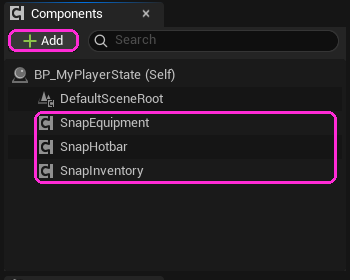 Components
Add
Search
BP_MyPlayerState (Self)
DefaultSceneRoot
SnapEquipment
SnapHotbar
SnapInventory